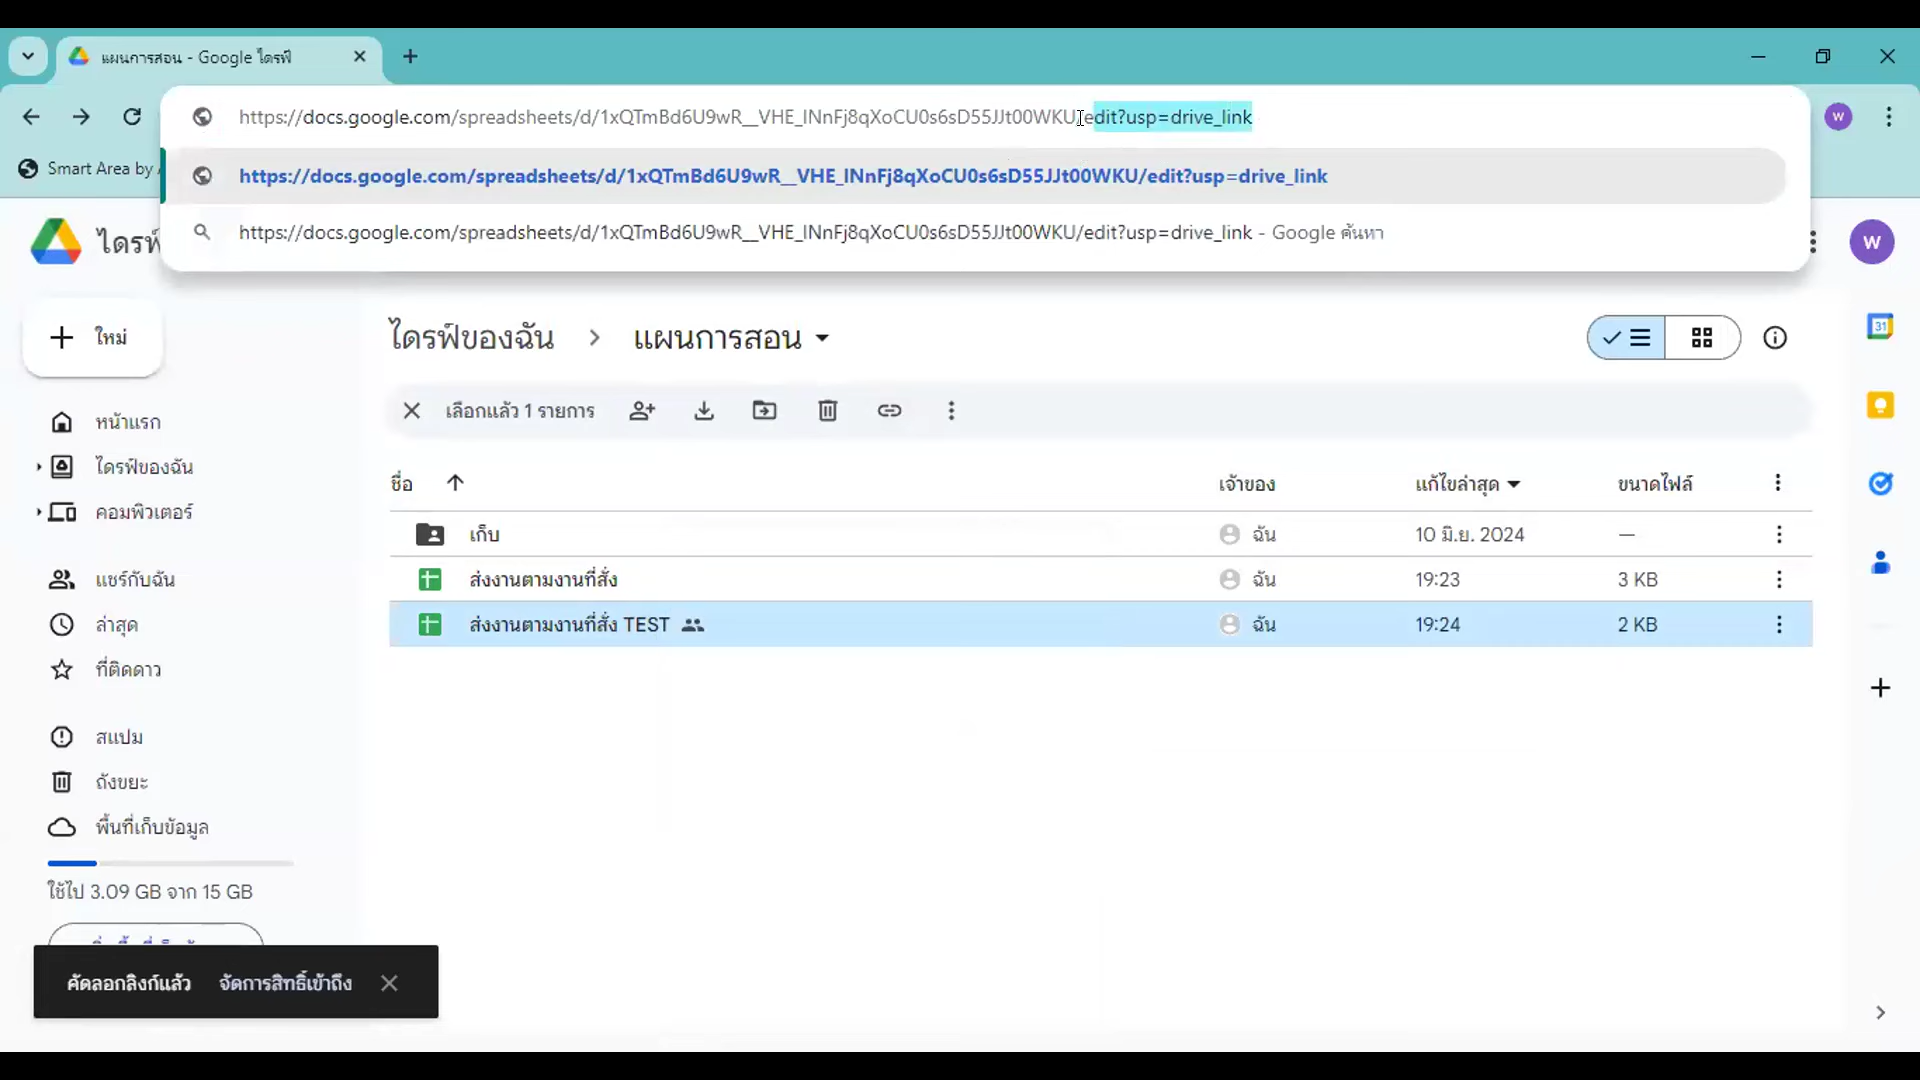 แผนการสอน - Google ไดรฟ์
https://docs.google.com/spreadsheets/d/1xQTmBd6U9wR__VHE_lNnFj8qXoCU0s6sD55JJt00WKU/edit?usp=drive_link
W
Smart Area by
https://docs.google.com/spreadsheets/d/1xQTmBd6U9wR__VHE_lNnFj8qXoCU0s6sD55JJt00WKU/edit?usp=drive_link
https://docs.google.com/spreadsheets/d/1xQTmBd6U9wR__VHE_lNnFj8qXoCU0s6sD55JJt00WKU/edit?usp=drive_link - Google ค้นหา
ไดรฟ์
W
ใหม่
ไดรฟ์ของฉัน > แผนการสอน
31
เลือกแล้ว 1 รายการ
หน้าแรก
ไดรฟ์ของฉัน
คอมพิวเตอร์
แชร์กับฉัน
ล่าสุด
ที่ติดดาว
สแปม
ถังขยะ
พื้นที่เก็บข้อมูล
ใช้ไป 3.09 GB จาก 15 GB
ชื่อ เจ้าของ แก้ไขล่าสุด ขนาดไฟล์
เก็บ ฉัน 10 มิ.ย. 2024 —
ส่งงานตามงานที่สั่ง ฉัน 19:23 3 KB
ส่งงานตามงานที่สั่ง TEST ฉัน 19:24 2 KB
คัดลอกลิงก์แล้ว จัดการสิทธิ์เข้าถึง